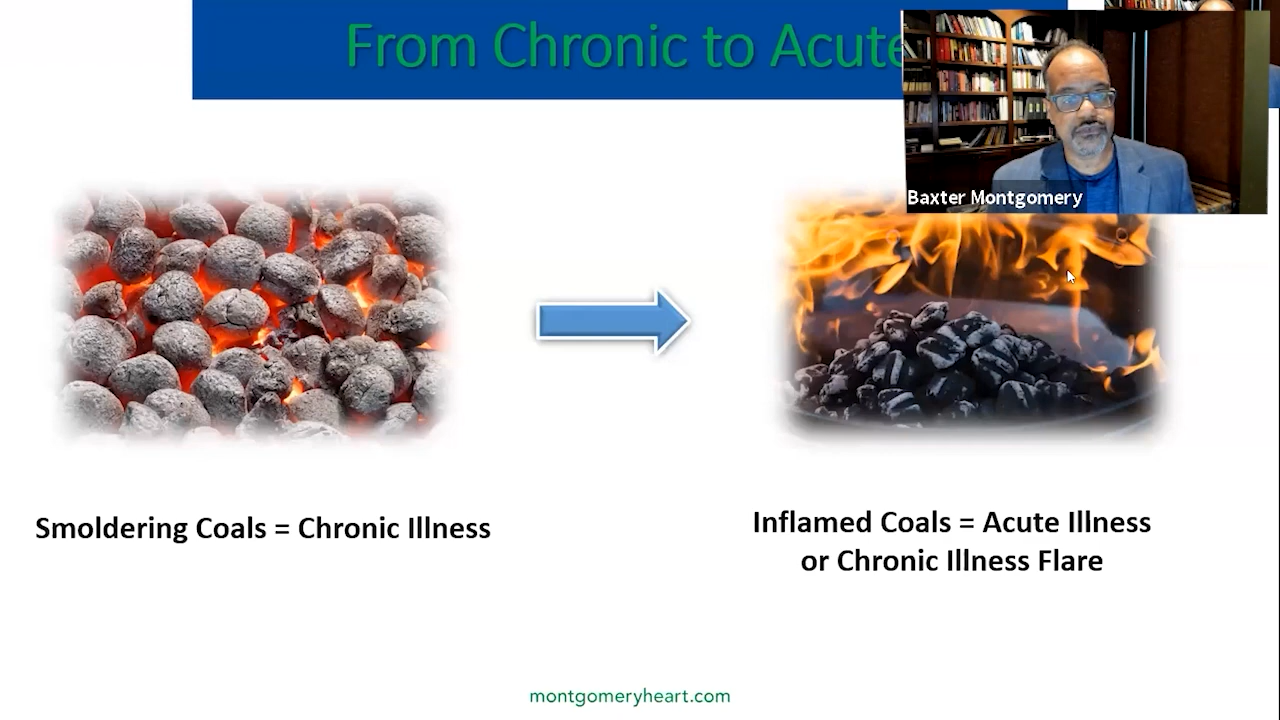 From Chronic to Acute
Baxter Montgomery
Smoldering Coals = Chronic Illness
Inflamed Coals = Acute Illness
or Chronic Illness Flare
montgomeryheart.com